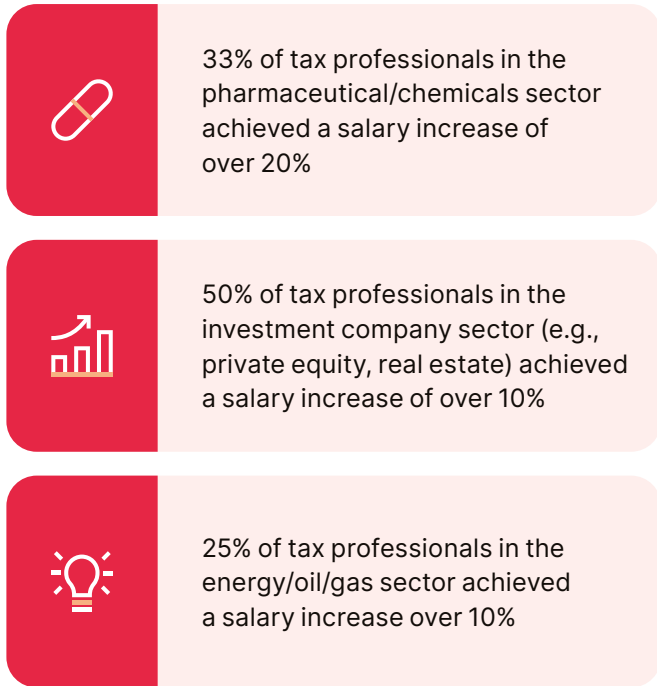 33% of tax professionals in the
pharmaceutical/chemicals sector
achieved a salary increase of
over 20%
50% of tax professionals in the
investment company sector (e.g.,
private equity, real estate) achieved
a salary increase of over 10%
25% of tax professionals in the
energy/oil/gas sector achieved
a salary increase over 10%